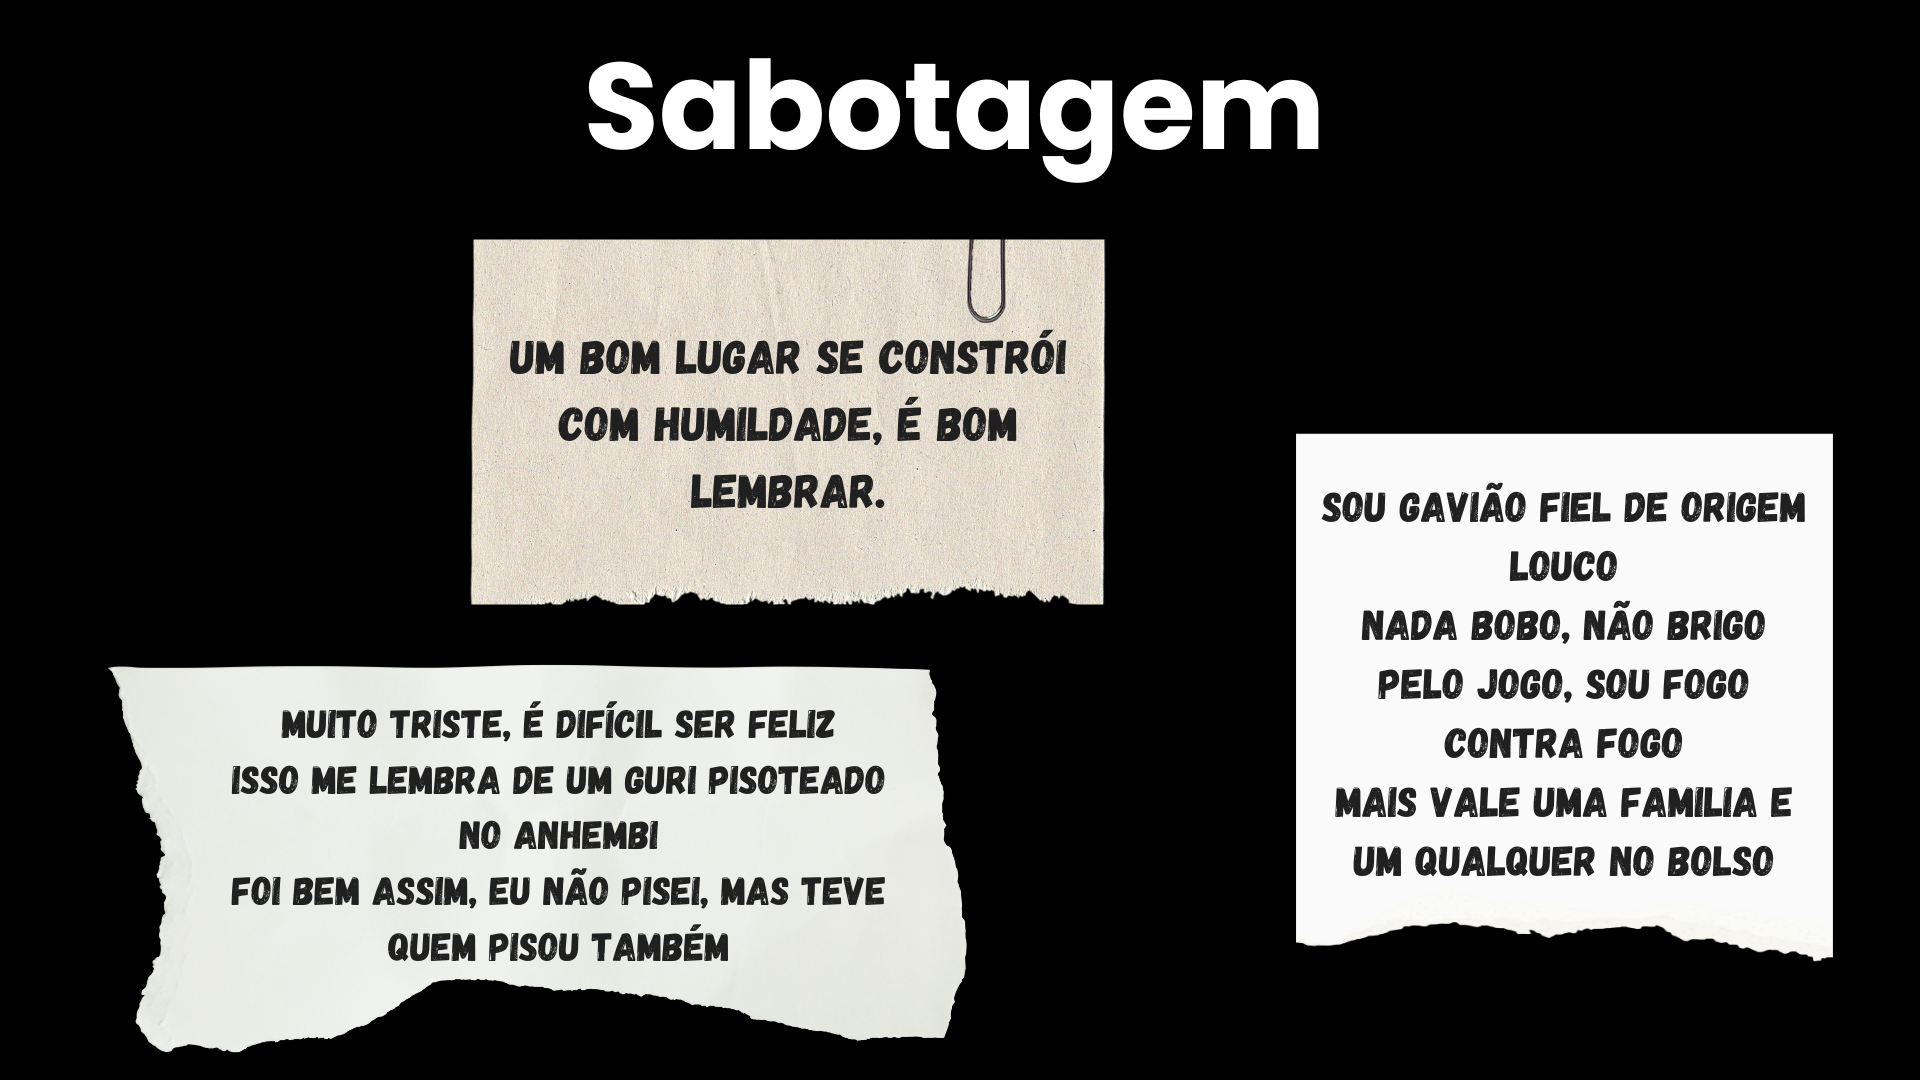 Sabotagem
UM BOM LUGAR SE CONSTRÓI
COM HUMILDADE, É BOM
LEMBRAR.
SOU GAVIÃO FIEL DE ORIGEM
LOUCO
NADA BOBO, NÃO BRIGO
PELO JOGO, SOU FOGO
CONTRA FOGO
MAIS VALE UMA FAMILIA E
UM QUALQUER NO BOLSO
MUITO TRISTE, É DIFÍCIL SER FELIZ
ISSO ME LEMBRA DE UM GURI PISOTEADO
NO ANHEMBI
FOI BEM ASSIM, EU NÃO PISEI, MAS TEVE
QUEM PISOU TAMBÉM